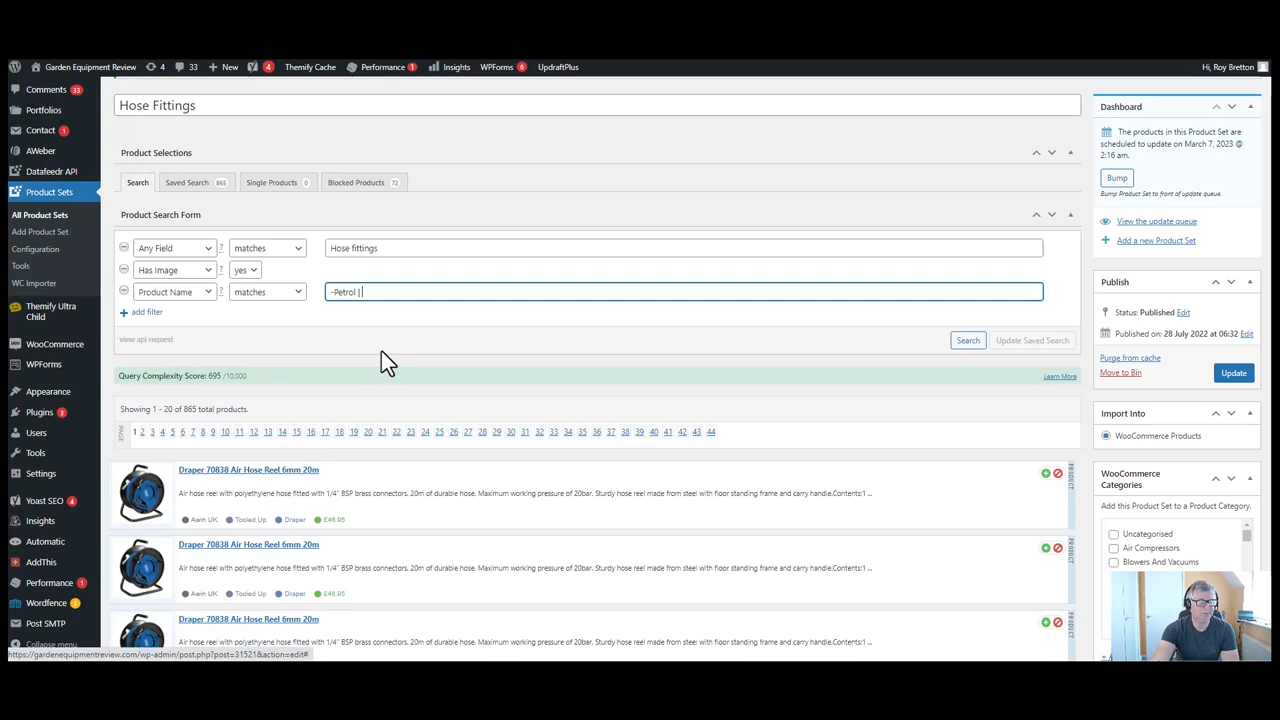 Garden Equipment Review 4 33 + New 4 Themify Cache Performance 1 Insights WPForms 6 UpdraftPlus Hi, Roy Bretton
Comments 33
Portfolios
Contact 1
AWeber
Datafeedr API
Product Sets
All Product Sets
Add Product Set
Configuration
Tools
WC Importer
Themify Ultra
Child
WooCommerce
WPForms
Appearance
Plugins 3
Users
Tools
Settings
Yoast SEO 4
Insights
Automatic
AddThis
Performance 1
Wordfence 3
Post SMTP
Collapse menu
Hose Fittings
Product Selections
Search Saved Search 865 Single Products 0 Blocked Products 72
Product Search Form
Any Field ? matches Hose fittings
Has Image ? yes
Product Name ? matches -Petrol |
+ add filter
view api request
Search Update Saved Search
Query Complexity Score: 695 /10,000 Learn More
Showing 1 - 20 of 865 total products.
PAGE 1 2 3 4 5 6 7 8 9 10 11 12 13 14 15 16 17 18 19 20 21 22 23 24 25 26 27 28 29 30 31 32 33 34 35 36 37 38 39 40 41 42 43 44
Draper 70838 Air Hose Reel 6mm 20m
Air hose reel with polyethylene hose fitted with 1/4" BSP brass connectors. 20m of durable hose. Maximum working pressure of 20bar. Sturdy hose reel made from steel with floor standing frame and carry handle.Contents:1 ...
Awin UK Tooled Up Draper £46.95
PRODUCT
Draper 70838 Air Hose Reel 6mm 20m
Air hose reel with polyethylene hose fitted with 1/4" BSP brass connectors. 20m of durable hose. Maximum working pressure of 20bar. Sturdy hose reel made from steel with floor standing frame and carry handle.Contents:1 ...
Awin UK Tooled Up Draper £46.95
PRODUCT
Draper 70838 Air Hose Reel 6mm 20m
Air hose reel with polyethylene hose fitted with 1/4" BSP brass connectors. 20m of durable hose. Maximum working pressure of 20bar. Sturdy hose reel made from steel with floor standing frame and carry handle.Contents:1 ...
PRODUCT
https://gardenequipmentreview.com/wp-admin/post.php?post=31521&action=edit#
Dashboard
The products in this Product Set are
scheduled to update on March 7, 2023 @
2:16 am.
Bump
Bump Product Set to front of update queue.
View the update queue
+ Add a new Product Set
Publish
Status: Published Edit
Published on: 28 July 2022 at 06:32 Edit
Purge from cache
Move to Bin
Update
Import Into
WooCommerce Products
WooCommerce
Categories
Add this Product Set to a Product Category.
Uncategorised
Air Compressors
Blowers And Vacuums